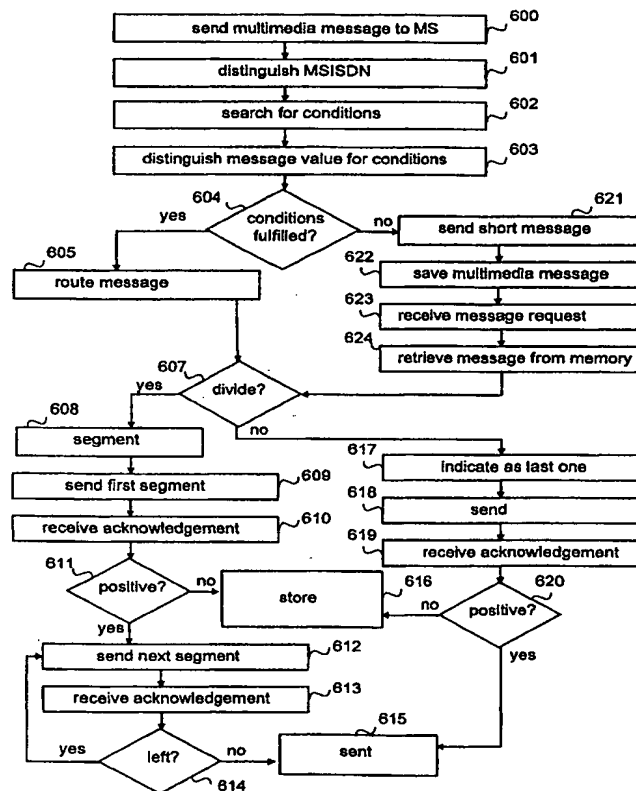 send multimedia message to MS 600
distinguish MSISDN 601
search for conditions 602
distinguish message value for conditions 603
604 conditions fulfilled?
yes
no
621
send short message
605
route message
622
save multimedia message
623
receive message request
624
retrieve message from memory
607
divide?
yes
no
608
segment
617
indicate as last one
send first segment 609
618
send
receive acknowledgement 610
619
receive acknowledgement
611
positive?
no
yes
616
store
620
positive?
no
yes
send next segment 612
receive acknowledgement 613
615
sent
left?
yes
no
614